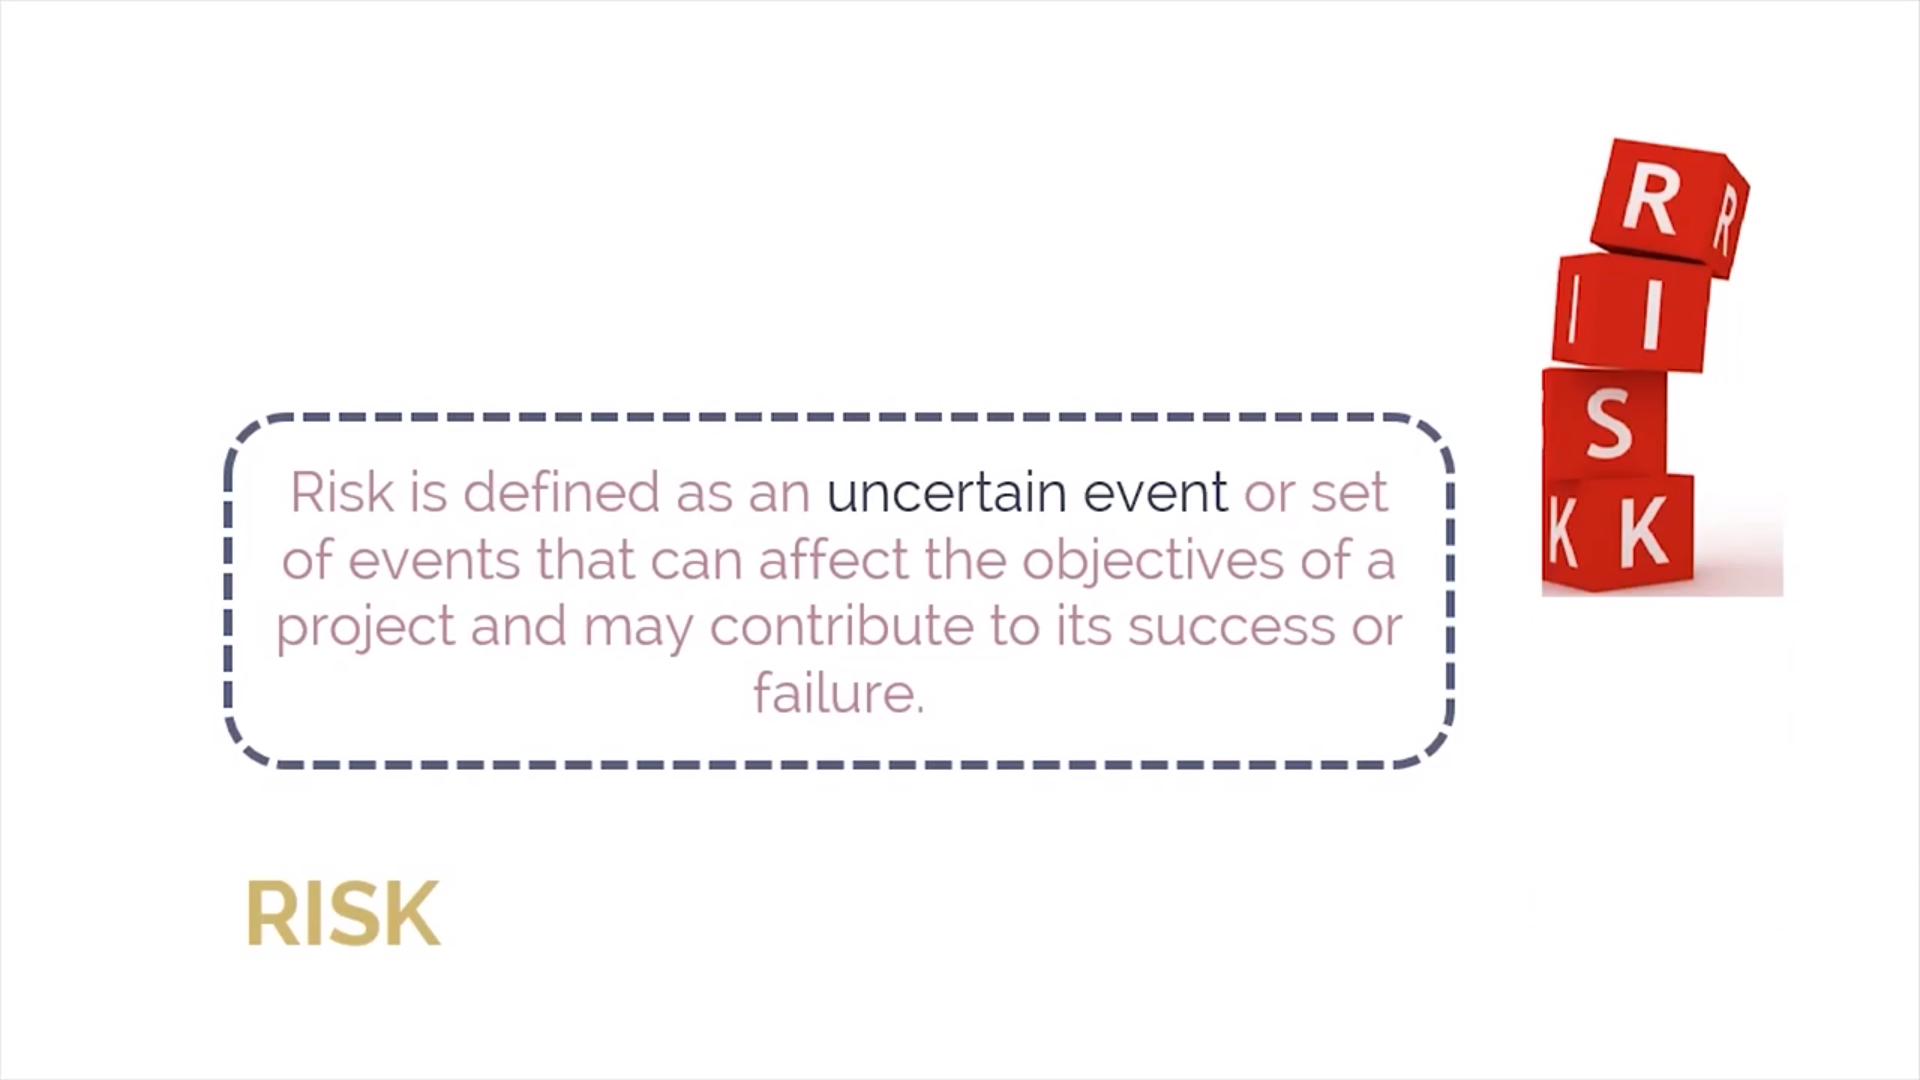 R R
I I
S
K K
Risk is defined as an uncertain event or set
of events that can affect the objectives of a
project and may contribute to its success or
failure.
RISK